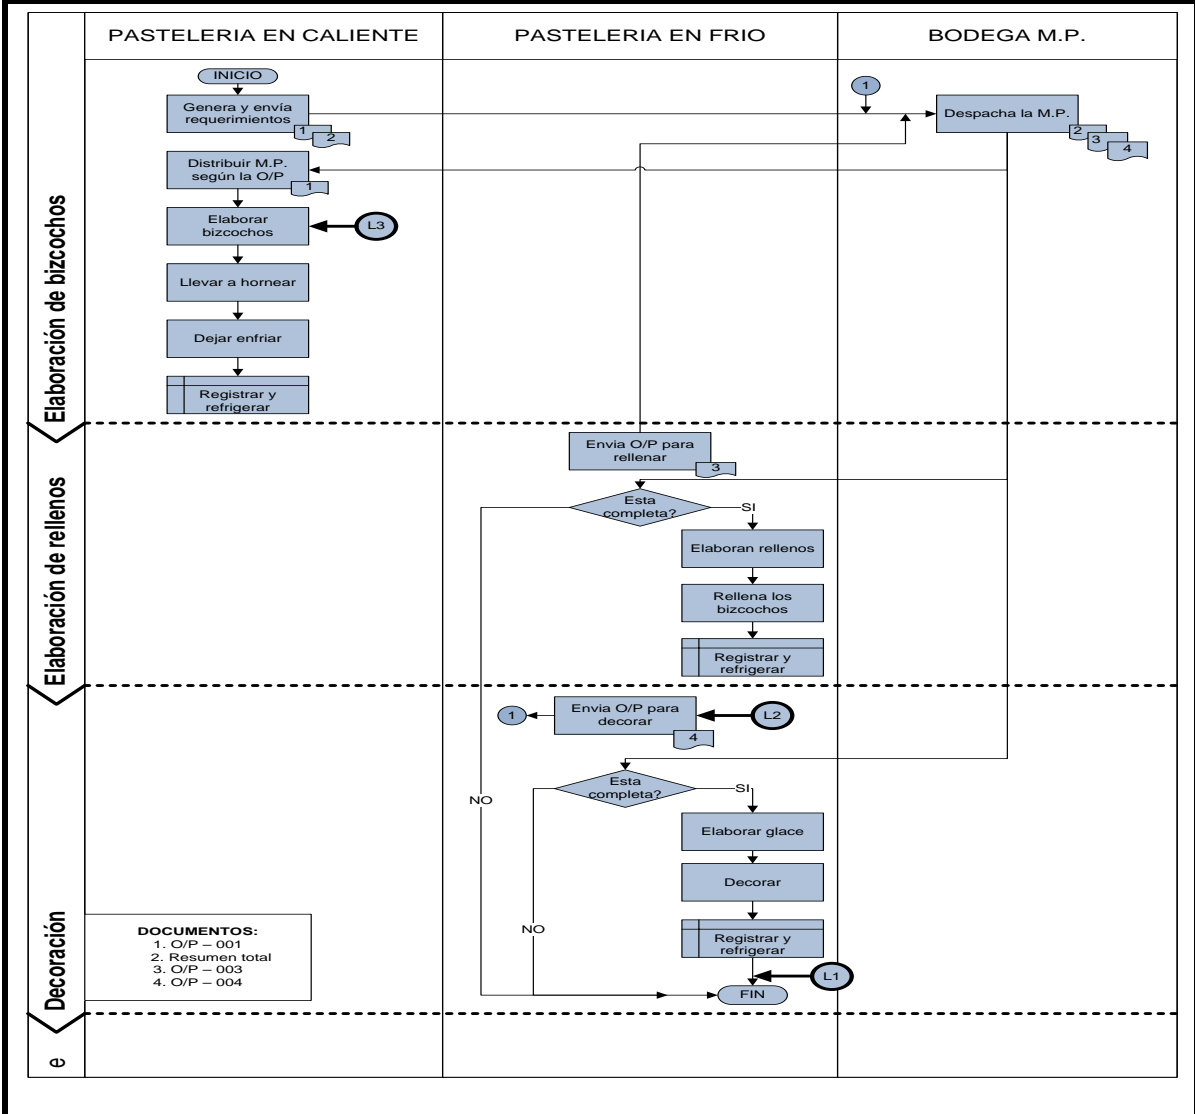 PASTELERIA EN CALIENTE
PASTELERIA EN FRIO
BODEGA M.P.
Elaboración de bizcochos
INICIO
Genera y envía
requerimientos
1
2
1
Despacha la M.P.
2
3
4
Distribuir M.P.
según la O/P
1
Elaborar
bizcochos
L3
Llevar a hornear
Dejar enfriar
Registrar y
refrigerar
Elaboración de rellenos
Envia O/P para
rellenar
3
Esta
completa?
SI
Elaboran rellenos
Rellena los
bizcochos
Registrar y
refrigerar
Decoración
1
Envia O/P para
decorar
4
L2
Esta
completa?
SI
NO
Elaborar glace
Decorar
NO
Registrar y
refrigerar
L1
FIN
DOCUMENTOS:
1. O/P – 001
2. Resumen total
3. O/P – 003
4. O/P – 004
e